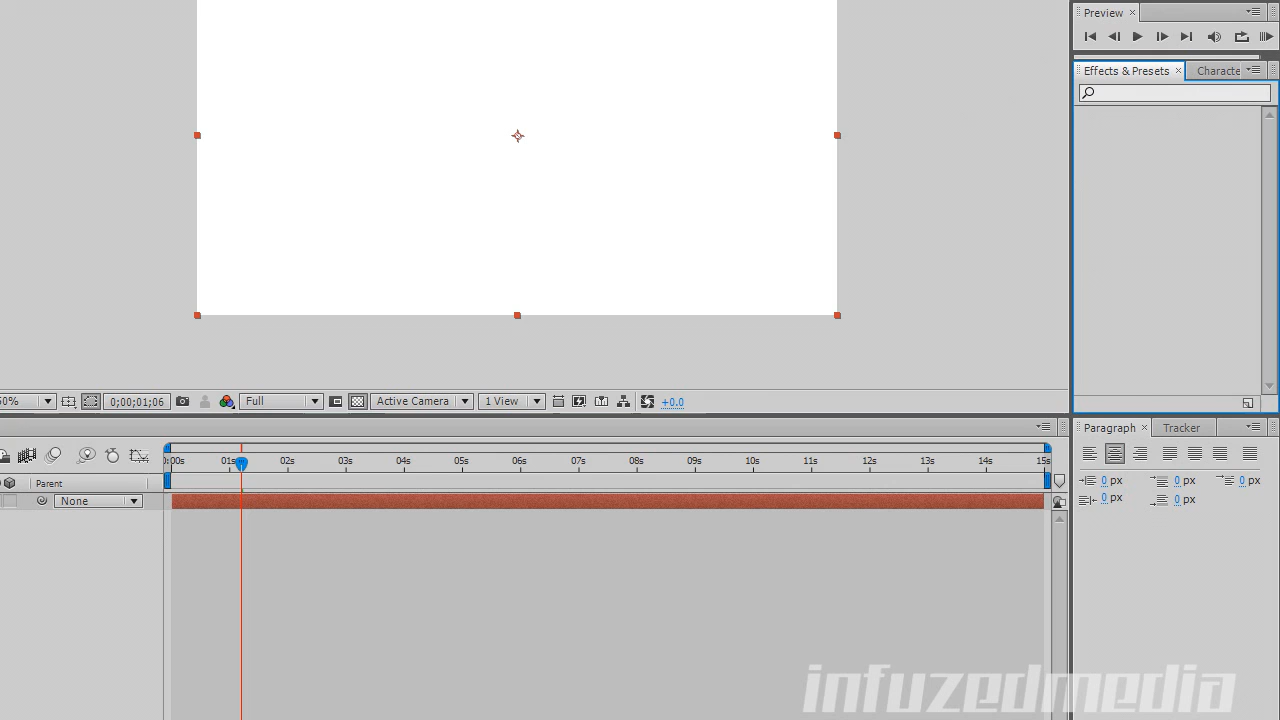 Preview
Effects & Presets
Characte
0%
0;00;01;06
Full
Active Camera
1 View
+0.0
Paragraph
Tracker
:00s 01s 02s 03s 04s 05s 06s 07s 08s 09s 10s 11s 12s 13s 14s 15s
Parent
None
0 px
0 px
0 px
0 px
0 px
infuzedmedia